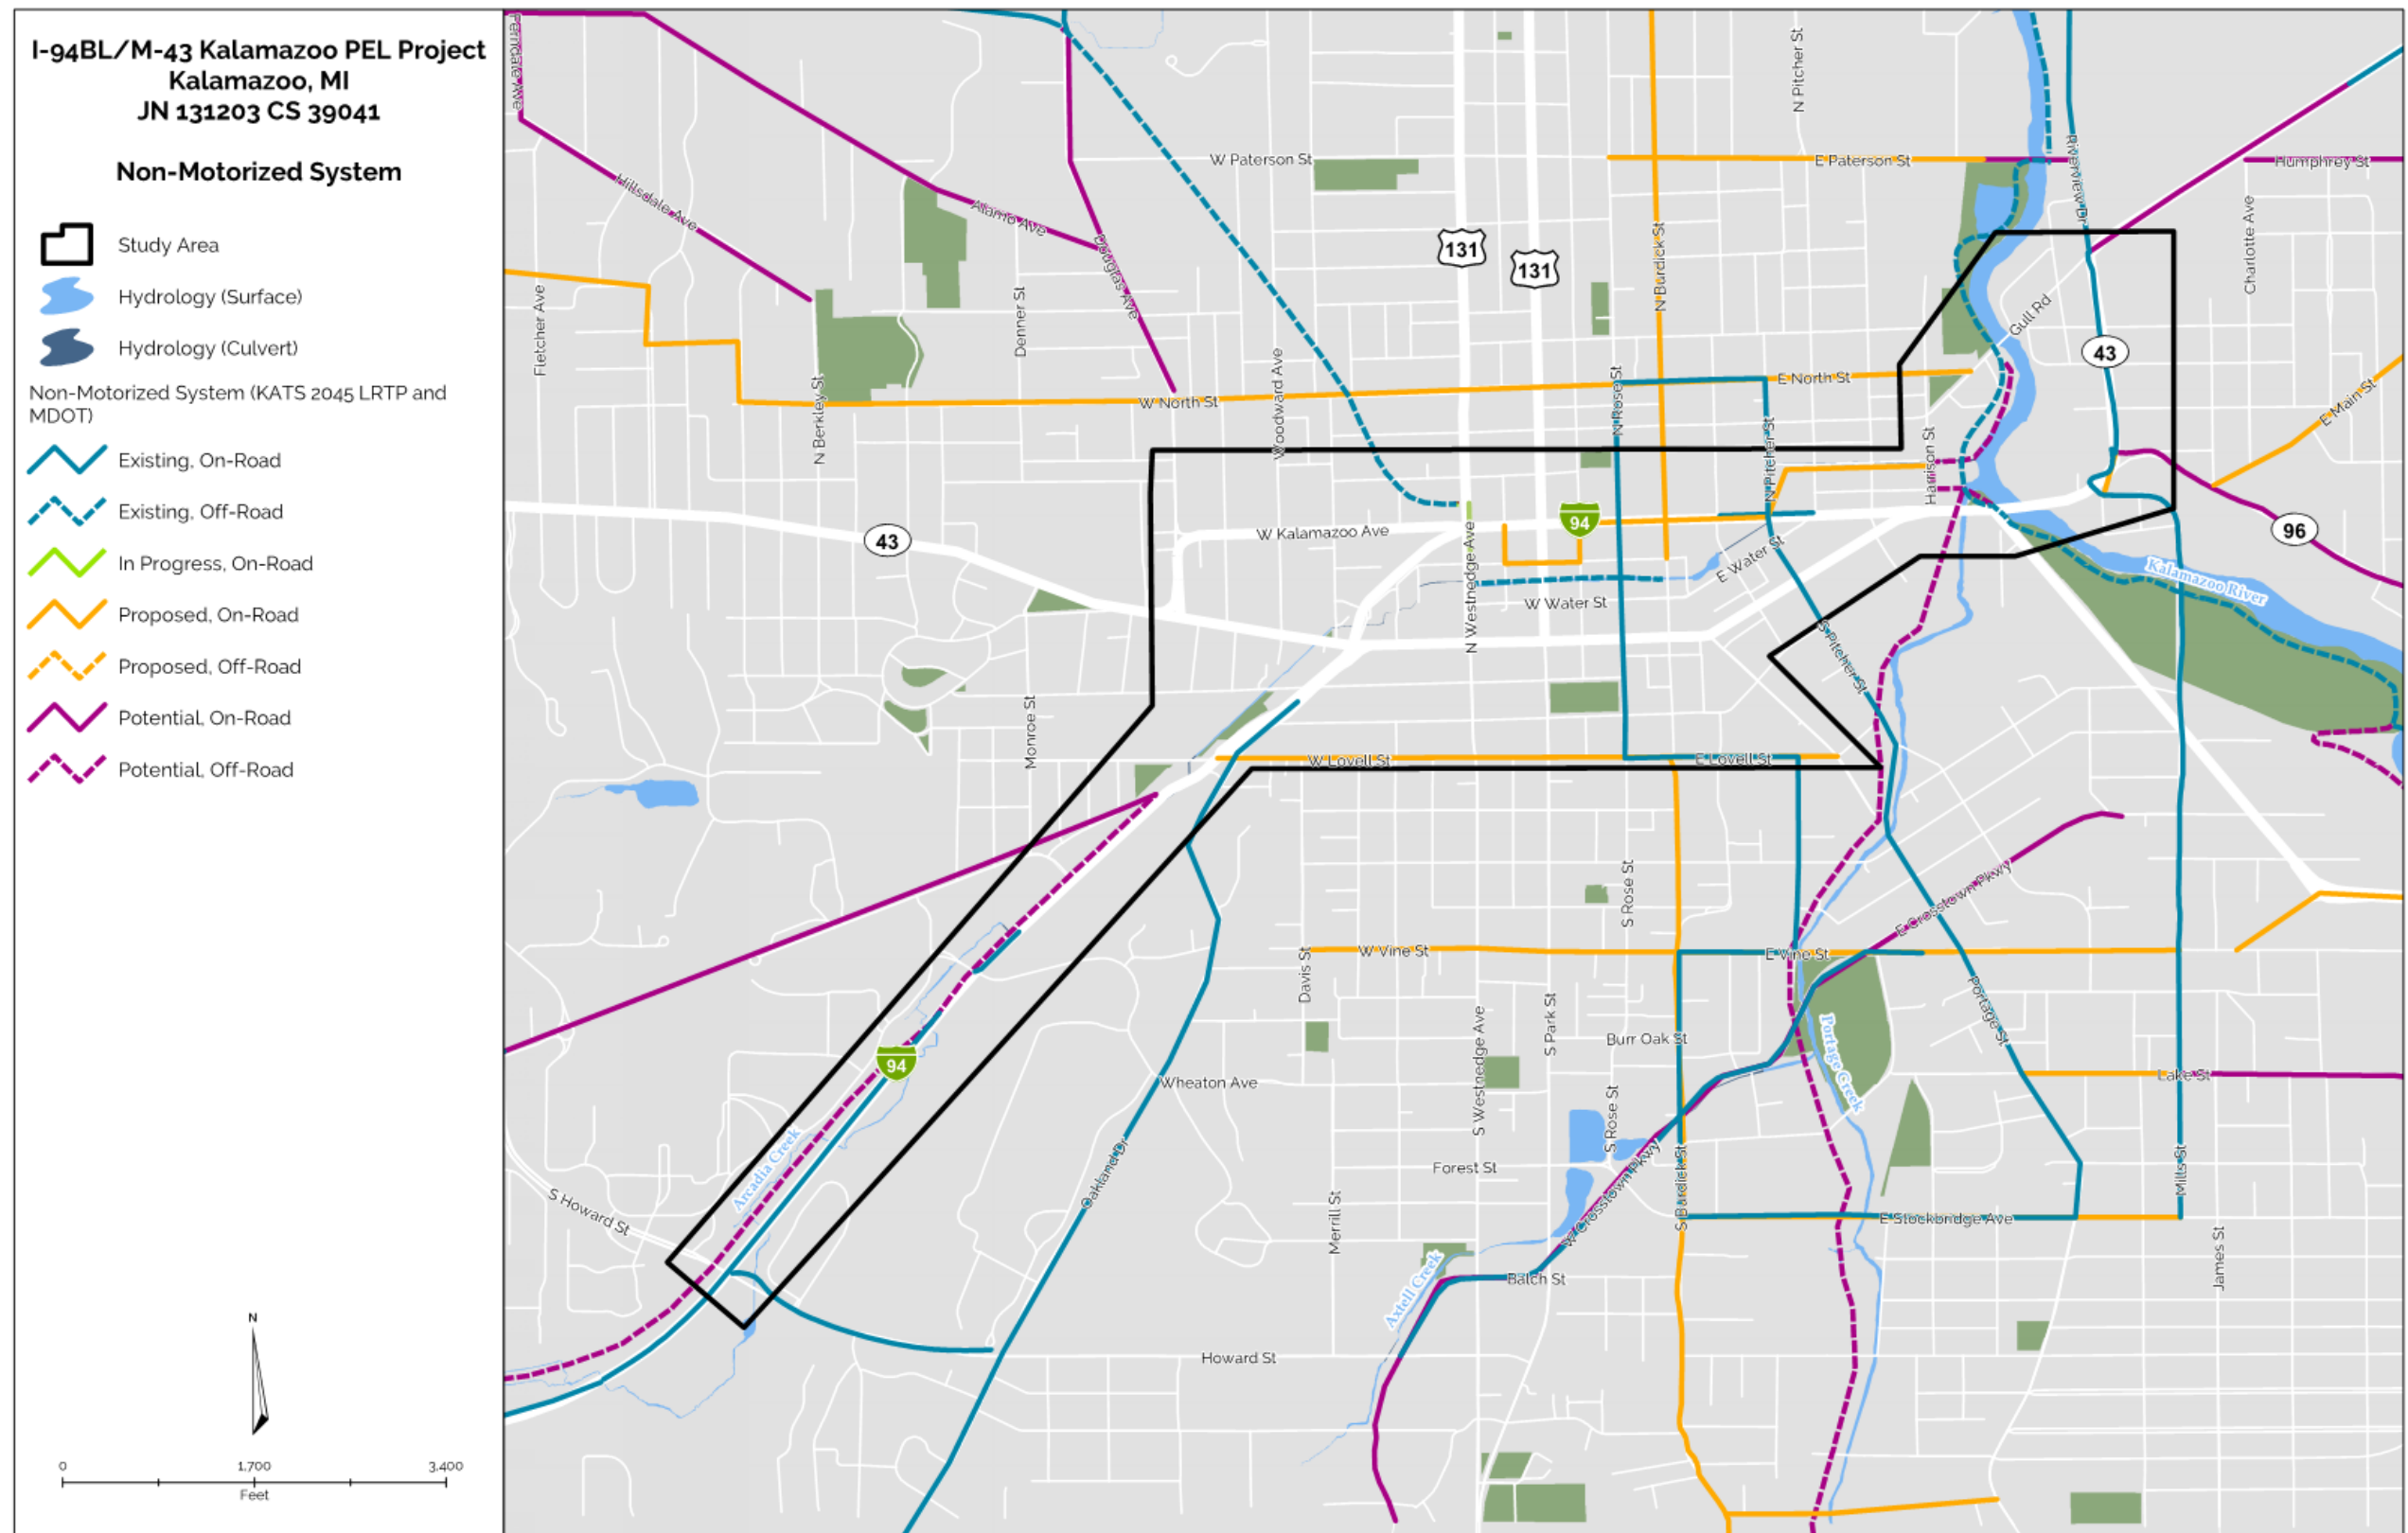 I-94BL/M-43 Kalamazoo PEL Project
Kalamazoo, MI
JN 131203 CS 39041
Non-Motorized System
Study Area
Hydrology (Surface)
Hydrology (Culvert)
Non-Motorized System (KATS 2045 LRTP and
MDOT)
Existing, On-Road
Existing, Off-Road
In Progress, On-Road
Proposed, On-Road
Proposed, Off-Road
Potential, On-Road
Potential, Off-Road
N
0
1,700
3,400
Feet
Ferndale Ave
N Pitcher St
W Paterson St
E Paterson St
Riverview Dr
Humphrey St
Hillsdale Ave
Alamo Ave
Douglas Ave
131
131
N Burdick St
Charlotte Ave
Fletcher Ave
Denner St
Gull Rd
43
Woodward Ave
N Berkley St
W North St
N Rose St
E North St
E Main St
N Pitcher St
Harrison St
43
W Kalamazoo Ave
94
N Westnedge Ave
E Water St
96
Kalamazoo River
W Water St
S Pitcher St
Monroe St
W Lovell St
E Lovell St
S Rose St
E Crosstown Pkwy
Davis St
W Vine St
E Vine St
Portage St
S Park St
S Westnedge Ave
Burr Oak St
Portage Creek
94
Wheaton Ave
Lake St
S Rose St
Arcadia Creek
Oakland Dr
Forest St
W Crosstown Pkwy
S Burdick St
Mills St
S Howard St
Merrill St
E Stockbridge Ave
James St
Axtell Creek
Balch St
Howard St